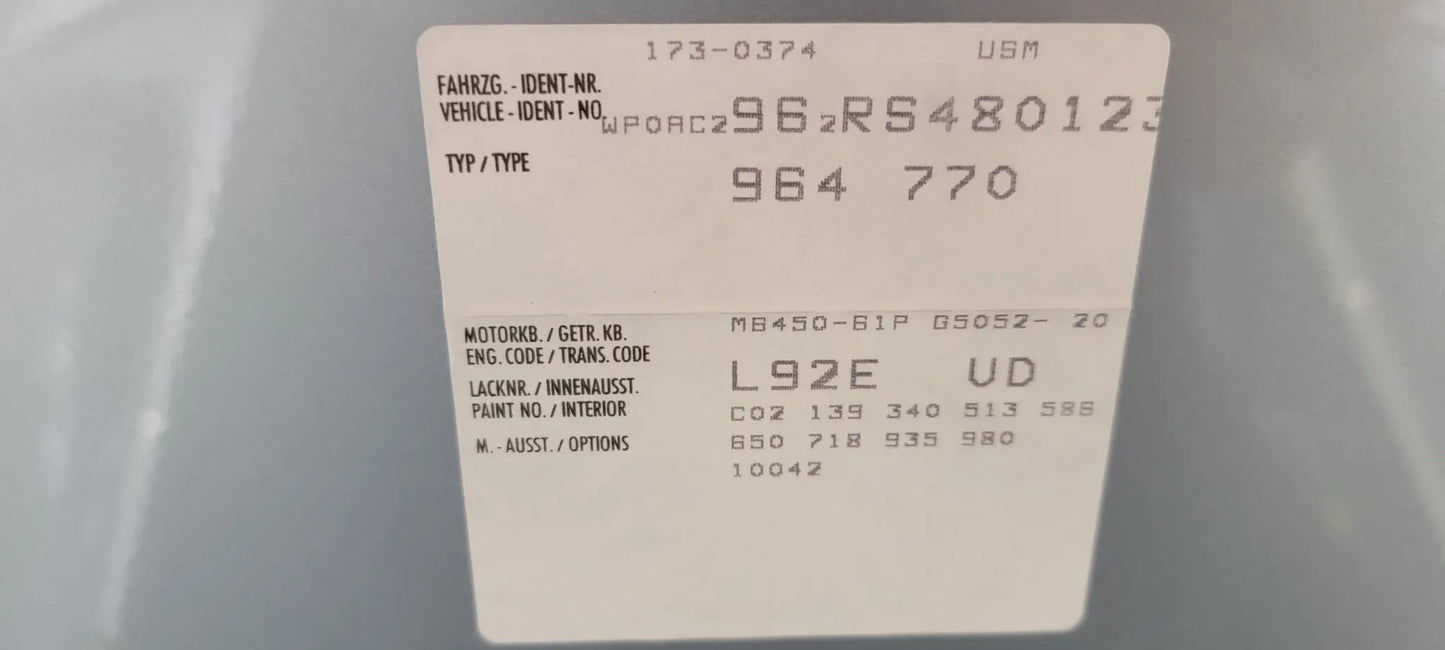 173-0374 USM
FAHRZG. - IDENT-NR.
VEHICLE - IDENT - NO. WP0AC2962RS480123
TYP / TYPE 964 770
MOTORKB. / GETR. KB. M6450-61P G5052- 20
ENG. CODE / TRANS. CODE
LACKNR. / INNENAUSST. L92E UD
PAINT NO. / INTERIOR C02 139 340 513 586
M. - AUSST. / OPTIONS 650 718 935 980
10042